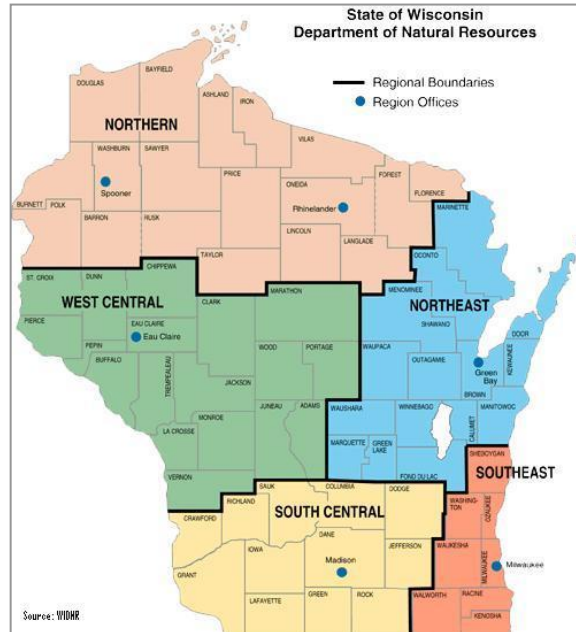 State of Wisconsin
Department of Natural Resources
Regional Boundaries
Region Offices
BAYFIELD
DOUGLAS
ASHLAND
IRON
NORTHERN
VILAS
WASHBURN
SAWYER
PRICE
ONEIDA
FOREST
FLORENCE
Spooner
BURNETT
POLK
Rhinelander
MARINETTE
BARRON
RUSK
LINCOLN
LANGLADE
TAYLOR
OCONTO
CHIPPEWA
ST. CROIX
DUNN
MARATHON
MENOMINEE
WEST CENTRAL
CLARK
NORTHEAST
PIERCE
EAU CLAIRE
SHAWANO
DOOR
Eau Claire
PEPIN
WOOD
PORTAGE
WAUPACA
KEWAUNEE
BUFFALO
OUTAGAMIE
Green
Bay
TREMPEALEAU
JACKSON
BROWN
JUNEAU
ADAMS
WAUSHARA
WINNEBAGO
CALUMET
MANITOWOC
MONROE
LA CROSSE
MARQUETTE
GREEN
LAKE
SHEBOYGAN
VERNON
FOND DU LAC
SOUTHEAST
SAUK
COLUMBIA
DODGE
RICHLAND
WASHING-
TON
OZAUKEE
CRAWFORD
SOUTH CENTRAL
DANE
IOWA
JEFFERSON
WAUKESHA
MILWAUKEE
Milwaukee
GRANT
Madison
LAFAYETTE
GREEN
ROCK
WALWORTH
RACINE
KENOSHA
Source: WIDNR